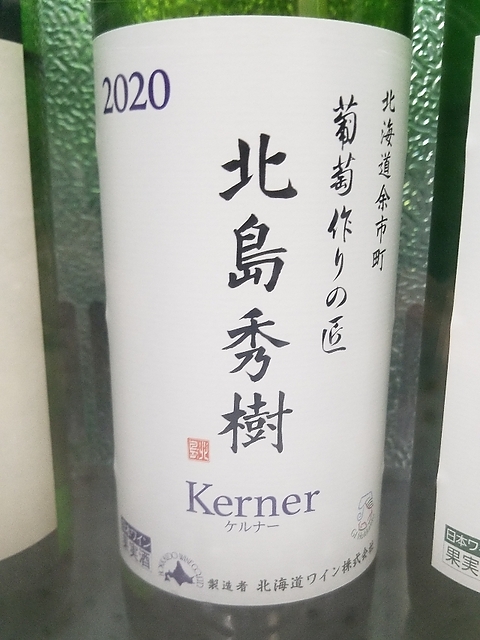 2020
北海道余市町
葡萄作りの匠
北島秀樹
Kerner
ケルナー
果実酒
製造者 北海道ワイン株式会社
日本ワ
果実